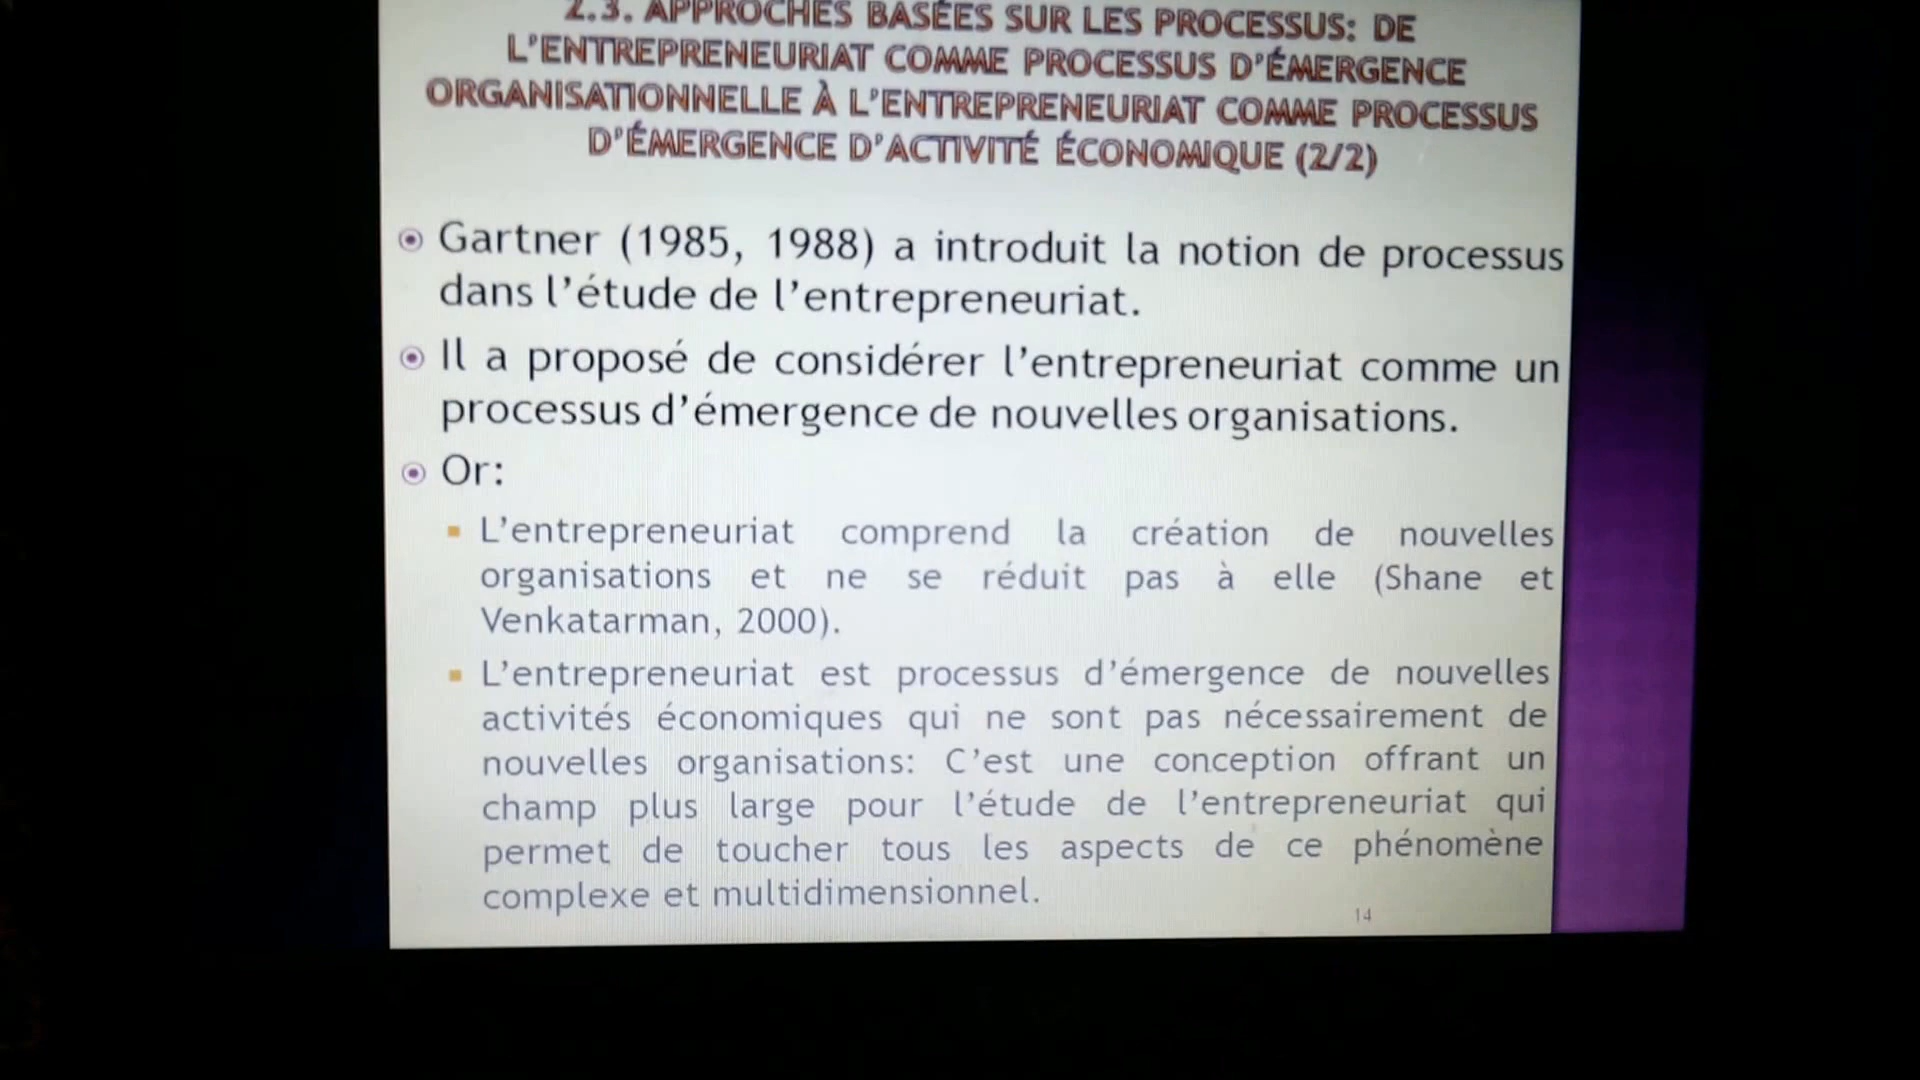 2.3. APPROCHES BASÉES SUR LES PROCESSUS: DE
L'ENTREPRENEURIAT COMME PROCESSUS D'ÉMERGENCE
ORGANISATIONNELLE À L'ENTREPRENEURIAT COMME PROCESSUS
D'ÉMERGENCE D'ACTIVITÉ ÉCONOMIQUE (2/2)
Gartner (1985, 1988) a introduit la notion de processus
dans l'étude de l'entrepreneuriat.
Il a proposé de considérer l'entrepreneuriat comme un
processus d'émergence de nouvelles organisations.
Or:
L'entrepreneuriat comprend la création de nouvelles
organisations et ne se réduit pas à elle (Shane et
Venkatarman, 2000).
L'entrepreneuriat est processus d'émergence de nouvelles
activités économiques qui ne sont pas nécessairement de
nouvelles organisations: C'est une conception offrant un
champ plus large pour l'étude de l'entrepreneuriat qui
permet de toucher tous les aspects de ce phénomène
complexe et multidimensionnel.
14